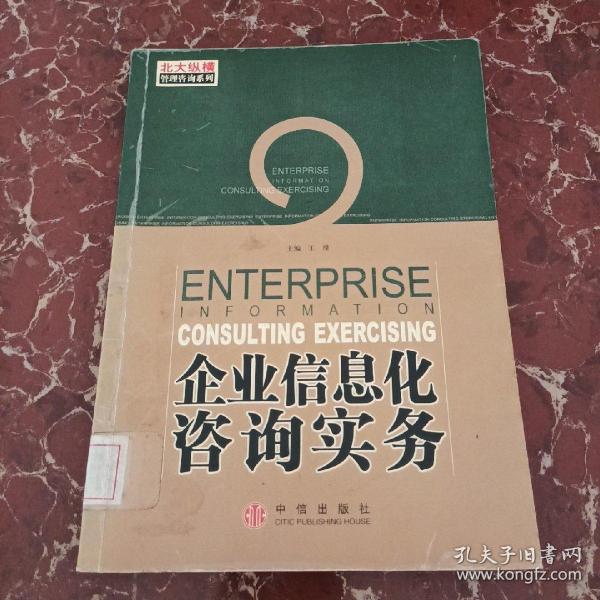 北大纵横
管理咨询系列
ENTERPRISE
INFORMATION
CONSULTING EXERCISING
主编 王璞
ENTERPRISE
INFORMATION
CONSULTING EXERCISING
企业信息化
咨询实务
CITIC
中信出版社
CITIC PUBLISHING HOUSE
孔夫子旧书网
www.kongfz.com